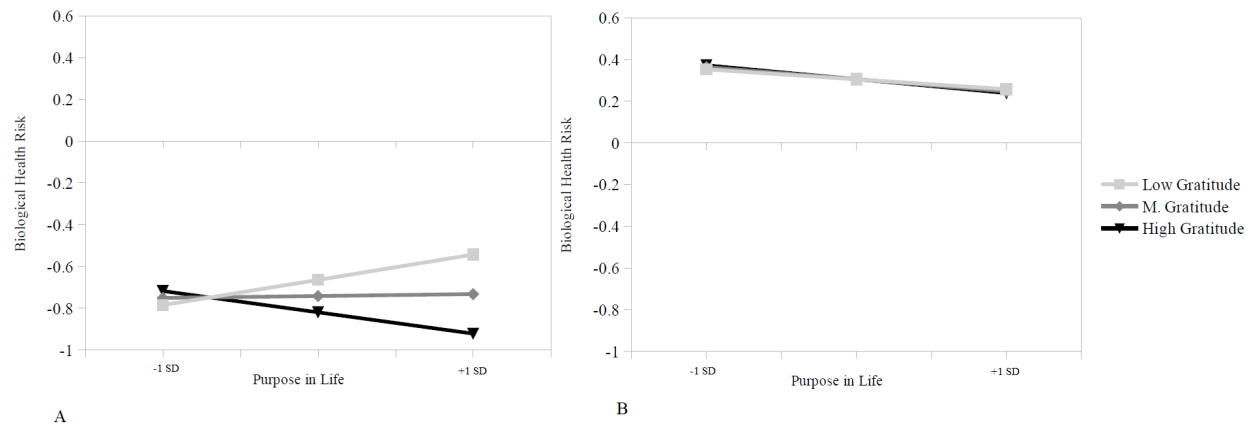 0.6
0.4
0.2
0
-0.2
-0.4
-0.6
-0.8
-1
Biological Health Risk
-1 SD
+1 SD
Purpose in Life
A
0.6
0.4
0.2
0
-0.2
-0.4
-0.6
-0.8
-1
Biological Health Risk
-1 SD
+1 SD
Purpose in Life
B
Low Gratitude
M. Gratitude
High Gratitude